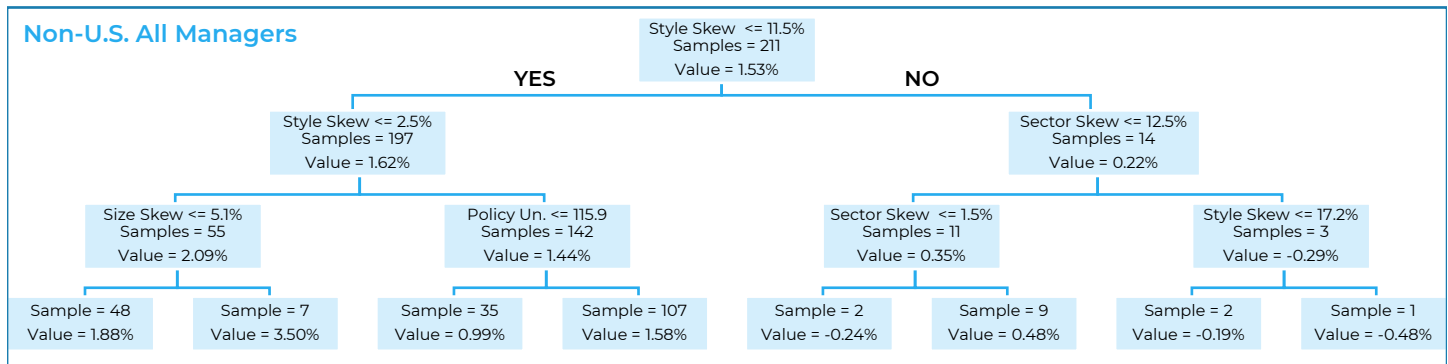 Non-U.S. All Managers
Style Skew <= 11.5%
Samples = 211
Value = 1.53%
YES
NO
Style Skew <= 2.5%
Samples = 197
Value = 1.62%
Sector Skew <= 12.5%
Samples = 14
Value = 0.22%
Size Skew <= 5.1%
Samples = 55
Value = 2.09%
Policy Un. <= 115.9
Samples = 142
Value = 1.44%
Sector Skew <= 1.5%
Samples = 11
Value = 0.35%
Style Skew <= 17.2%
Samples = 3
Value = -0.29%
Sample = 48
Value = 1.88%
Sample = 7
Value = 3.50%
Sample = 35
Value = 0.99%
Sample = 107
Value = 1.58%
Sample = 2
Value = -0.24%
Sample = 9
Value = 0.48%
Sample = 2
Value = -0.19%
Sample = 1
Value = -0.48%